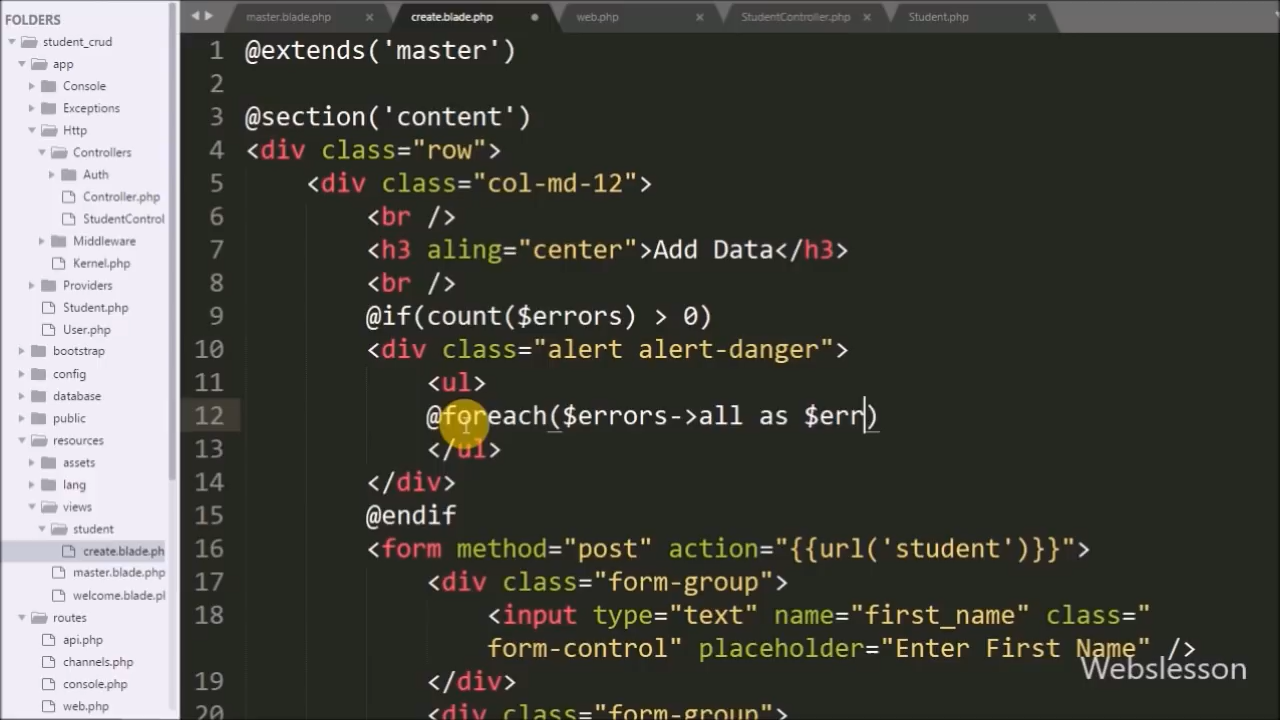 FOLDERS
student_crud
app
Console
Exceptions
Http
Controllers
Auth
Controller.php
StudentControl
Middleware
Kernel.php
Providers
Student.php
User.php
bootstrap
config
database
public
resources
assets
lang
views
student
create.blade.ph
master.blade.php
welcome.blade.pl
routes
api.php
channels.php
console.php
web.php
master.blade.php
create.blade.php
web.php
StudentController.php
Student.php
1 @extends('master')
2
3 @section('content')
4 <div class="row">
5 <div class="col-md-12">
6 <br />
7 <h3 aling="center">Add Data</h3>
8 <br />
9 @if(count($errors) > 0)
10 <div class="alert alert-danger">
11 <ul>
12 @foreach($errors->all as $err)
13 </ul>
14 </div>
15 @endif
16 <form method="post" action="{{url('student')}}">
17 <div class="form-group">
18 <input type="text" name="first_name" class="
form-control" placeholder="Enter First Name" />
19 </div>
20 <div class="form-group">
Webslesson